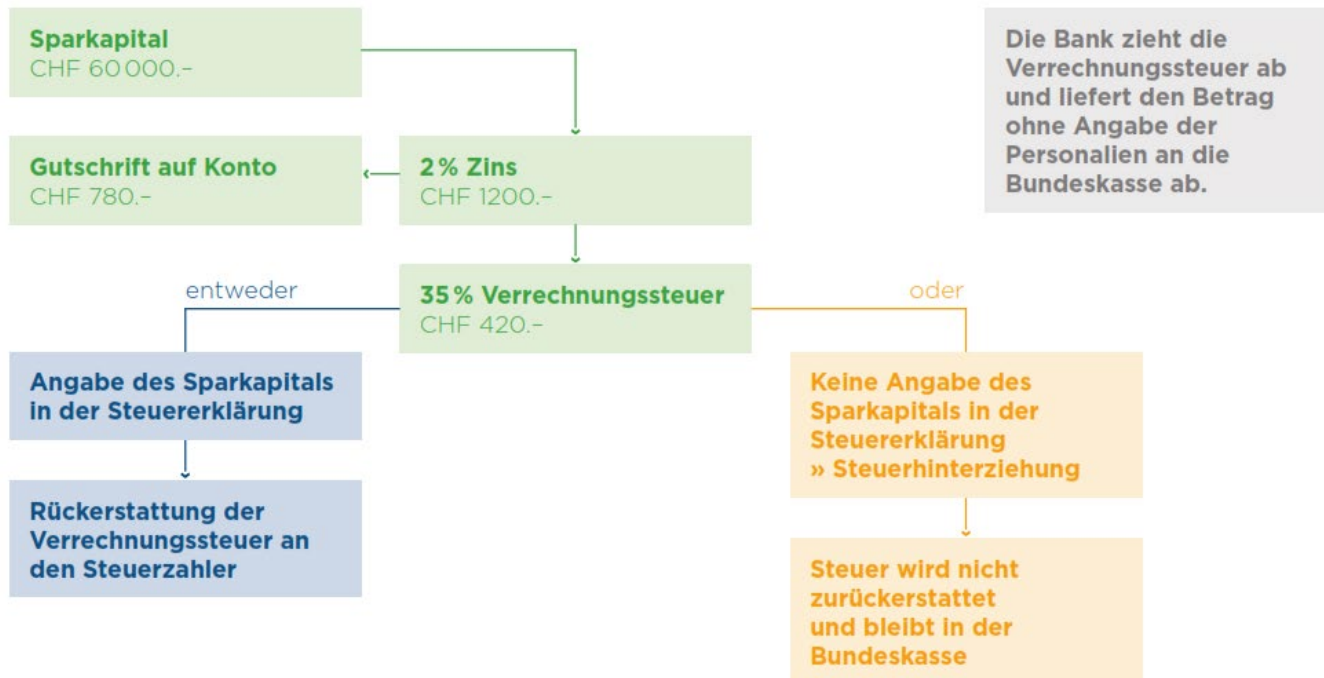 Sparkapital
CHF 60 000.–
Die Bank zieht die
Verrechnungssteuer ab
und liefert den Betrag
ohne Angabe der
Personalien an die
Bundeskasse ab.
Gutschrift auf Konto
CHF 780.–
2 % Zins
CHF 1200.–
entweder
35 % Verrechnungssteuer
CHF 420.–
oder
Angabe des Sparkapitals
in der Steuererklärung
Rückerstattung der
Verrechnungssteuer an
den Steuerzahler
Keine Angabe des
Sparkapitals in der
Steuererklärung
» Steuerhinterziehung
Steuer wird nicht
zurückerstattet
und bleibt in der
Bundeskasse